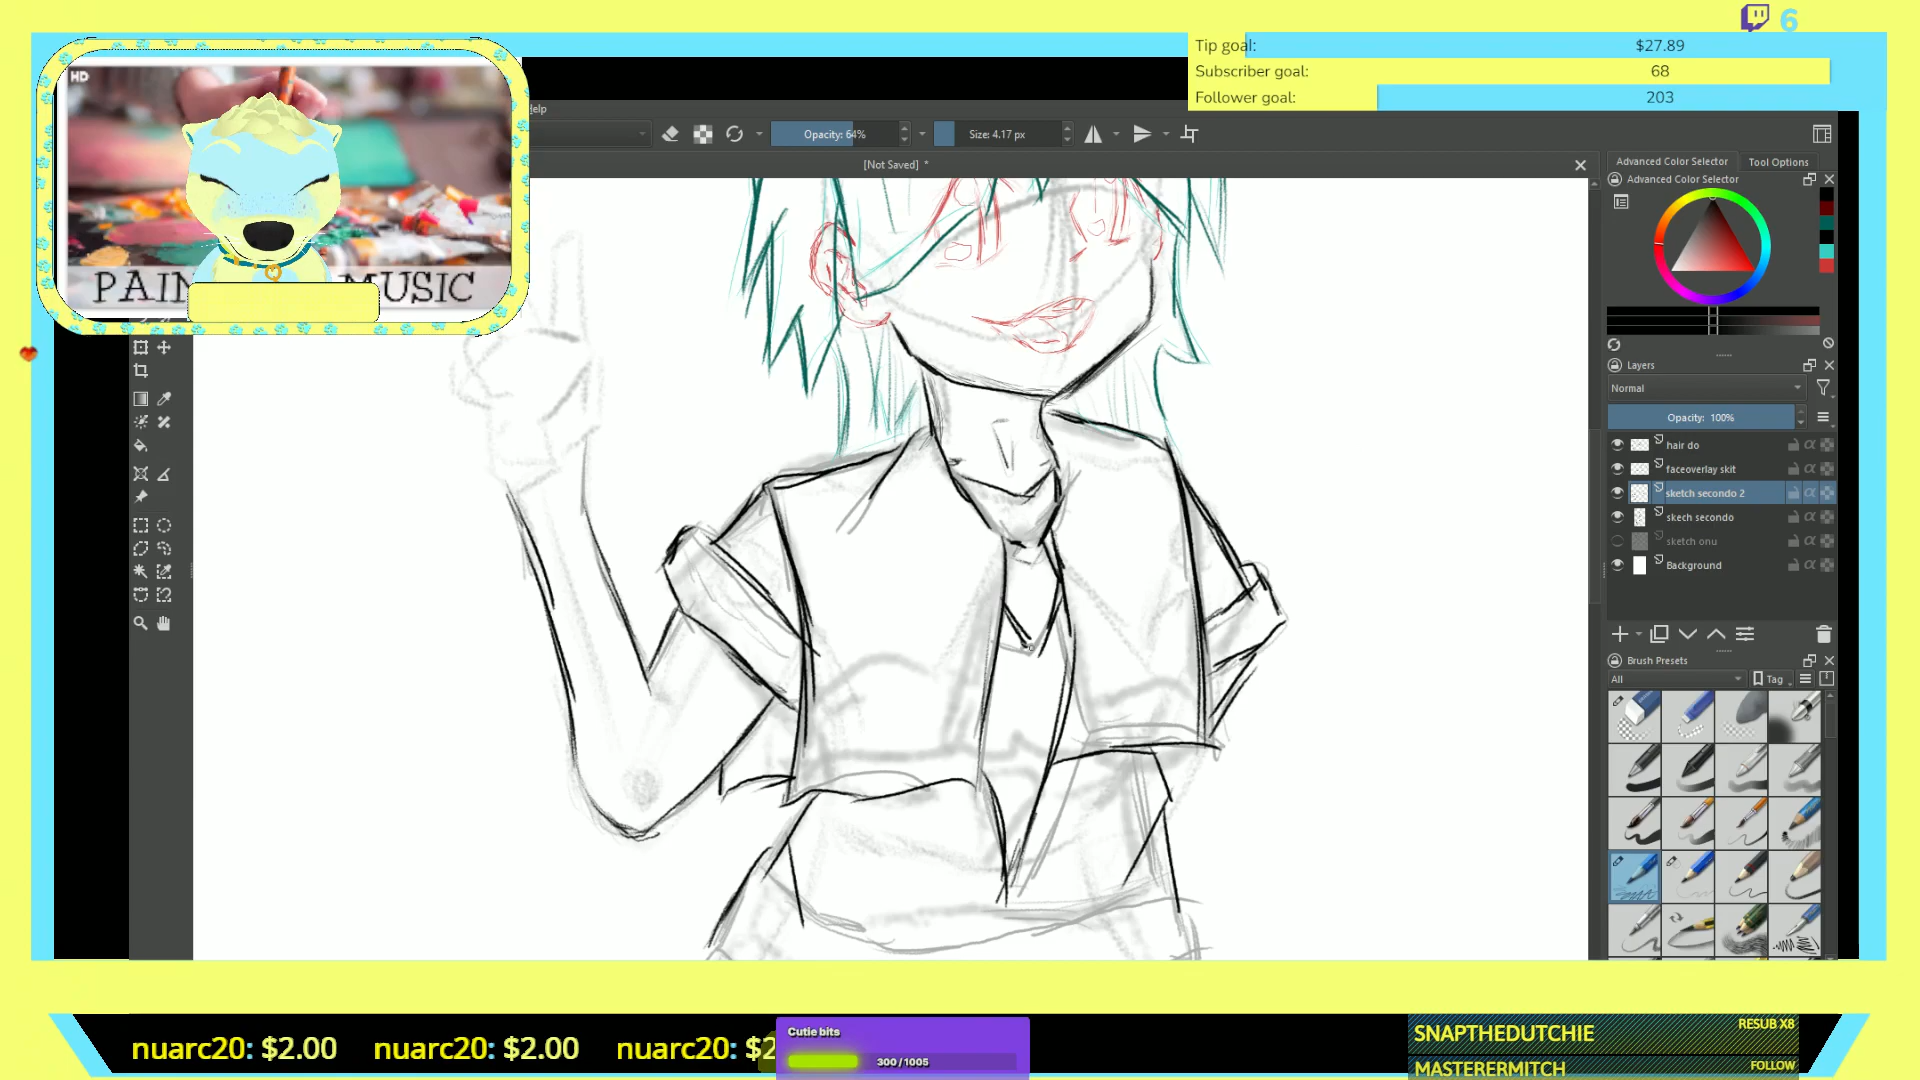 6
Tip goal: $27.89
Subscriber goal: 68
Follower goal: 203
HD
elp
Opacity: 64%
Size: 4.17 px
[Not Saved] *
Advanced Color Selector
Tool Options
Advanced Color Selector
Layers
Normal
Opacity: 100%
hair do
faceoverlay skit
sketch secondo 2
skech secondo
sketch onu
Background
Brush Presets
All
Tag
PAIN
MUSIC
nuarc20: $2.00 nuarc20: $2.00 nuarc20: $2
Cutie bits
300 / 1005
SNAPTHEDUTCHIE RESUB X8
MASTERERMITCH FOLLOW